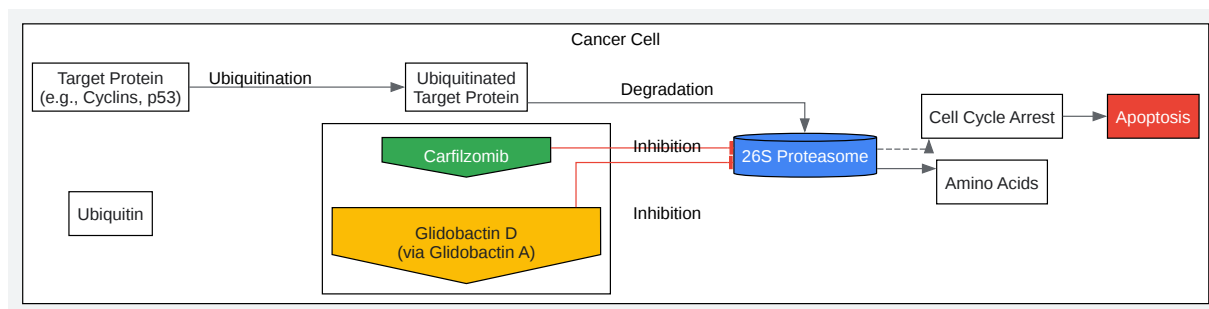 Cancer Cell
Target Protein
(e.g., Cyclins, p53)
Ubiquitination
Ubiquitinated
Target Protein
Degradation
Cell Cycle Arrest
Apoptosis
Carfilzomib
Inhibition
26S Proteasome
Amino Acids
Ubiquitin
Glidobactin D
(via Glidobactin A)
Inhibition